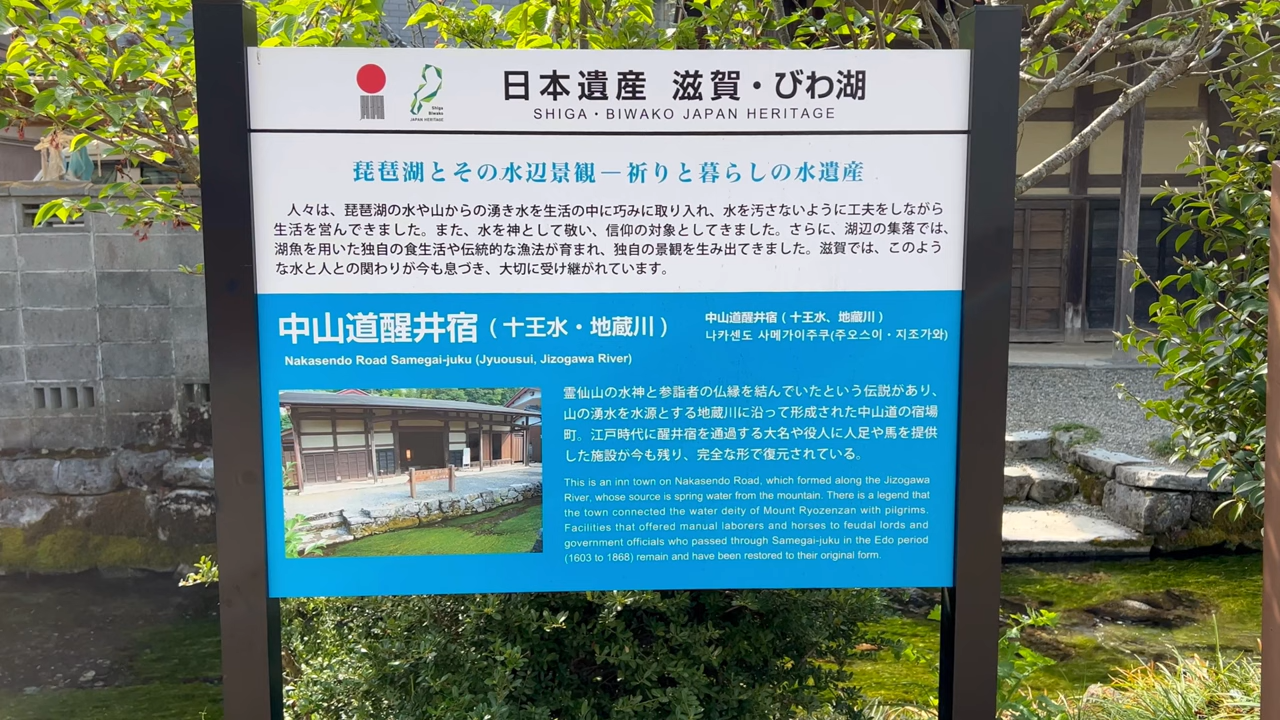 日本遺産 滋賀・びわ湖
SHIGA・BIWAKO JAPAN HERITAGE
Shiga
Biwako
JAPAN HERITAGE
琵琶湖とその水辺景観—祈りと暮らしの水遺産
人々は、琵琶湖の水や山からの湧き水を生活の中に巧みに取り入れ、水を汚さないように工夫をしながら
生活を営んできました。また、水を神として敬い、信仰の対象としてきました。さらに、湖辺の集落では、
湖魚を用いた独自の食生活や伝統的な漁法が育まれ、独自の景観を生み出してきました。滋賀では、このよう
な水と人との関わりが今も息づき、大切に受け継がれています。
中山道醒井宿（十王水・地蔵川）
Nakasendo Road Samegai-juku (Jyuousui, Jizogawa River)
中山道醒井宿（十王水、地蔵川）
나카센도 사메가이주쿠(주오스이・지조가와)
霊仙山の水神と参詣者の仏縁を結んでいたという伝説があり、
山の湧水を水源とする地蔵川に沿って形成された中山道の宿場
町。江戸時代に醒井宿を通過する大名や役人に人足や馬を提供
した施設が今も残り、完全な形で復元されている。
This is an inn town on Nakasendo Road, which formed along the Jizogawa
River, whose source is spring water from the mountain. There is a legend that
the town connected the water deity of Mount Ryozenzan with pilgrims.
Facilities that offered manual laborers and horses to feudal lords and
government officials who passed through Samegai-juku in the Edo period
(1603 to 1868) remain and have been restored to their original form.